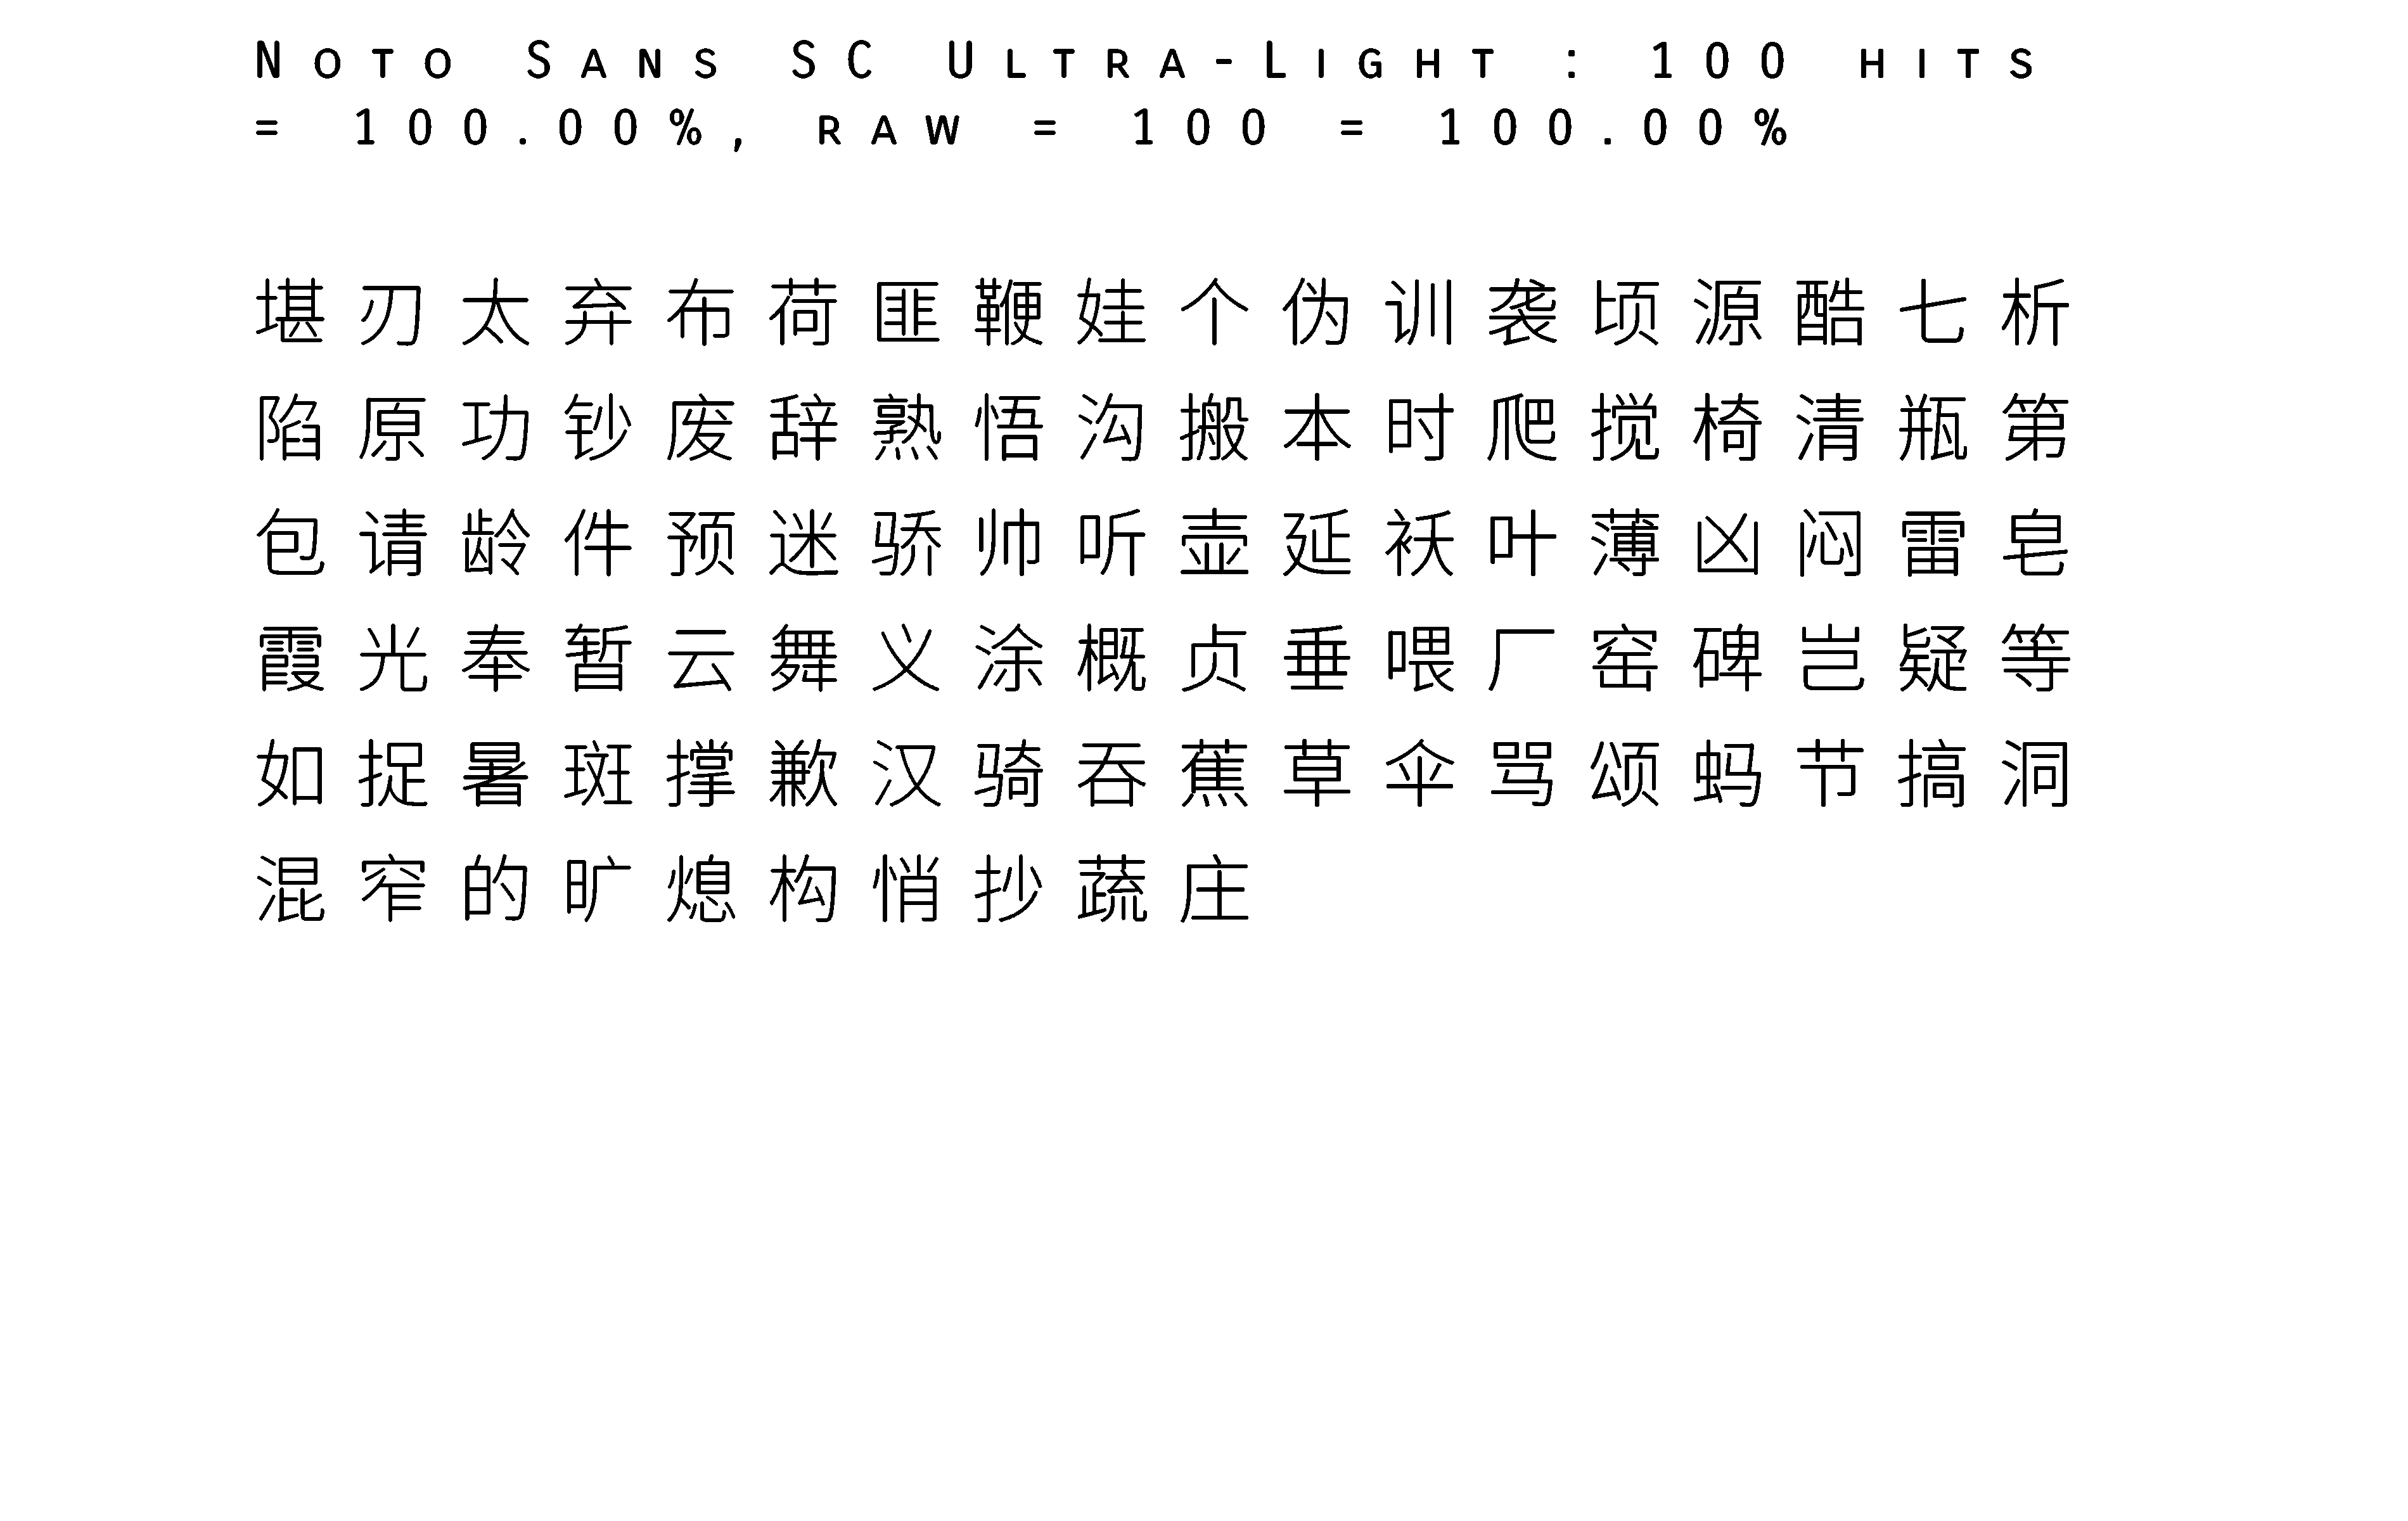 Noto Sans SC Ultra-Light : 100 hits
= 100.00%, raw = 100 = 100.00%
堪刃太弃布荷匪鞭娃个伪训袭顷源酷七析
陷原功钞废辞熟悟沟搬本时爬搅椅清瓶第
包请龄件预迷骄帅听壶延袄叶薄凶闷雷皂
霞光奉暂云舞义涂概贞垂喂厂窑碑岂疑等
如捉暑斑撑歉汉骑吞蕉草伞骂颂蚂节搞洞
混窄的旷熄构悄抄蔬庄